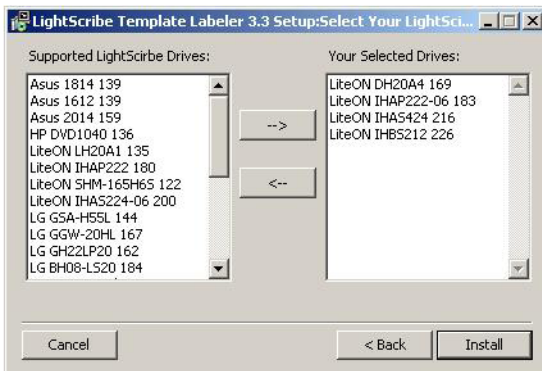 LightScribe Template Labeler 3.3 Setup:Select Your LightSci...
Supported LightScirbe Drives:
Asus 1814 139
Asus 1612 139
Asus 2014 159
HP DVD1040 136
LiteON LH20A1 135
LiteON IHAP222 180
LiteON SHM-165H6S 122
LiteON IHAS224-06 200
LG GSA-H55L 144
LG GGW-20HL 167
LG GH22LP20 162
LG BH08-LS20 184
-->
<--
Your Selected Drives:
LiteON DH20A4 169
LiteON IHAP222-06 183
LiteON IHAS424 216
LiteON IHBS212 226
Cancel
< Back
Install